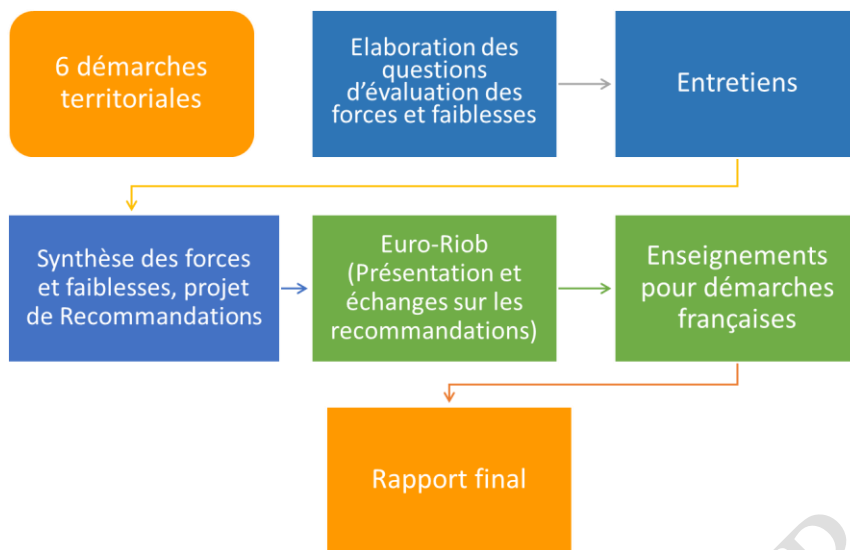 6 démarches
territoriales
Elaboration des
questions
d'évaluation des
forces et faiblesses
Entretiens
Synthèse des forces
et faiblesses, projet
de Recommandations
Euro-Riob
(Présentation et
échanges sur les
recommandations)
Enseignements
pour démarches
françaises
Rapport final